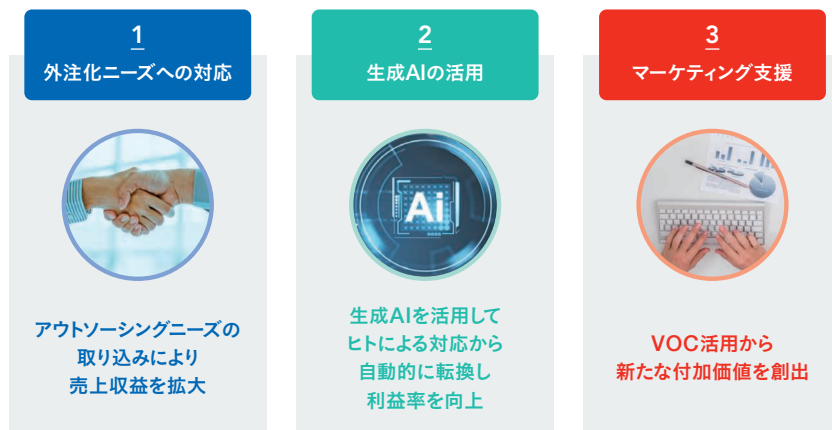 1
外注化ニーズへの対応
アウトソーシングニーズの
取り込みにより
売上収益を拡大
2
生成AIの活用
Ai
生成AIを活用して
ヒトによる対応から
自動的に転換し
利益率を向上
3
マーケティング支援
VOC活用から
新たな付加価値を創出